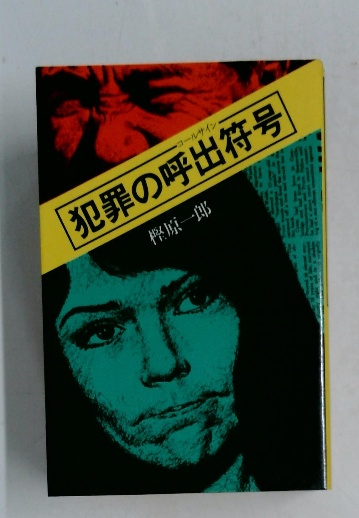 コールサイン
犯罪の呼出符号
樫原一郎